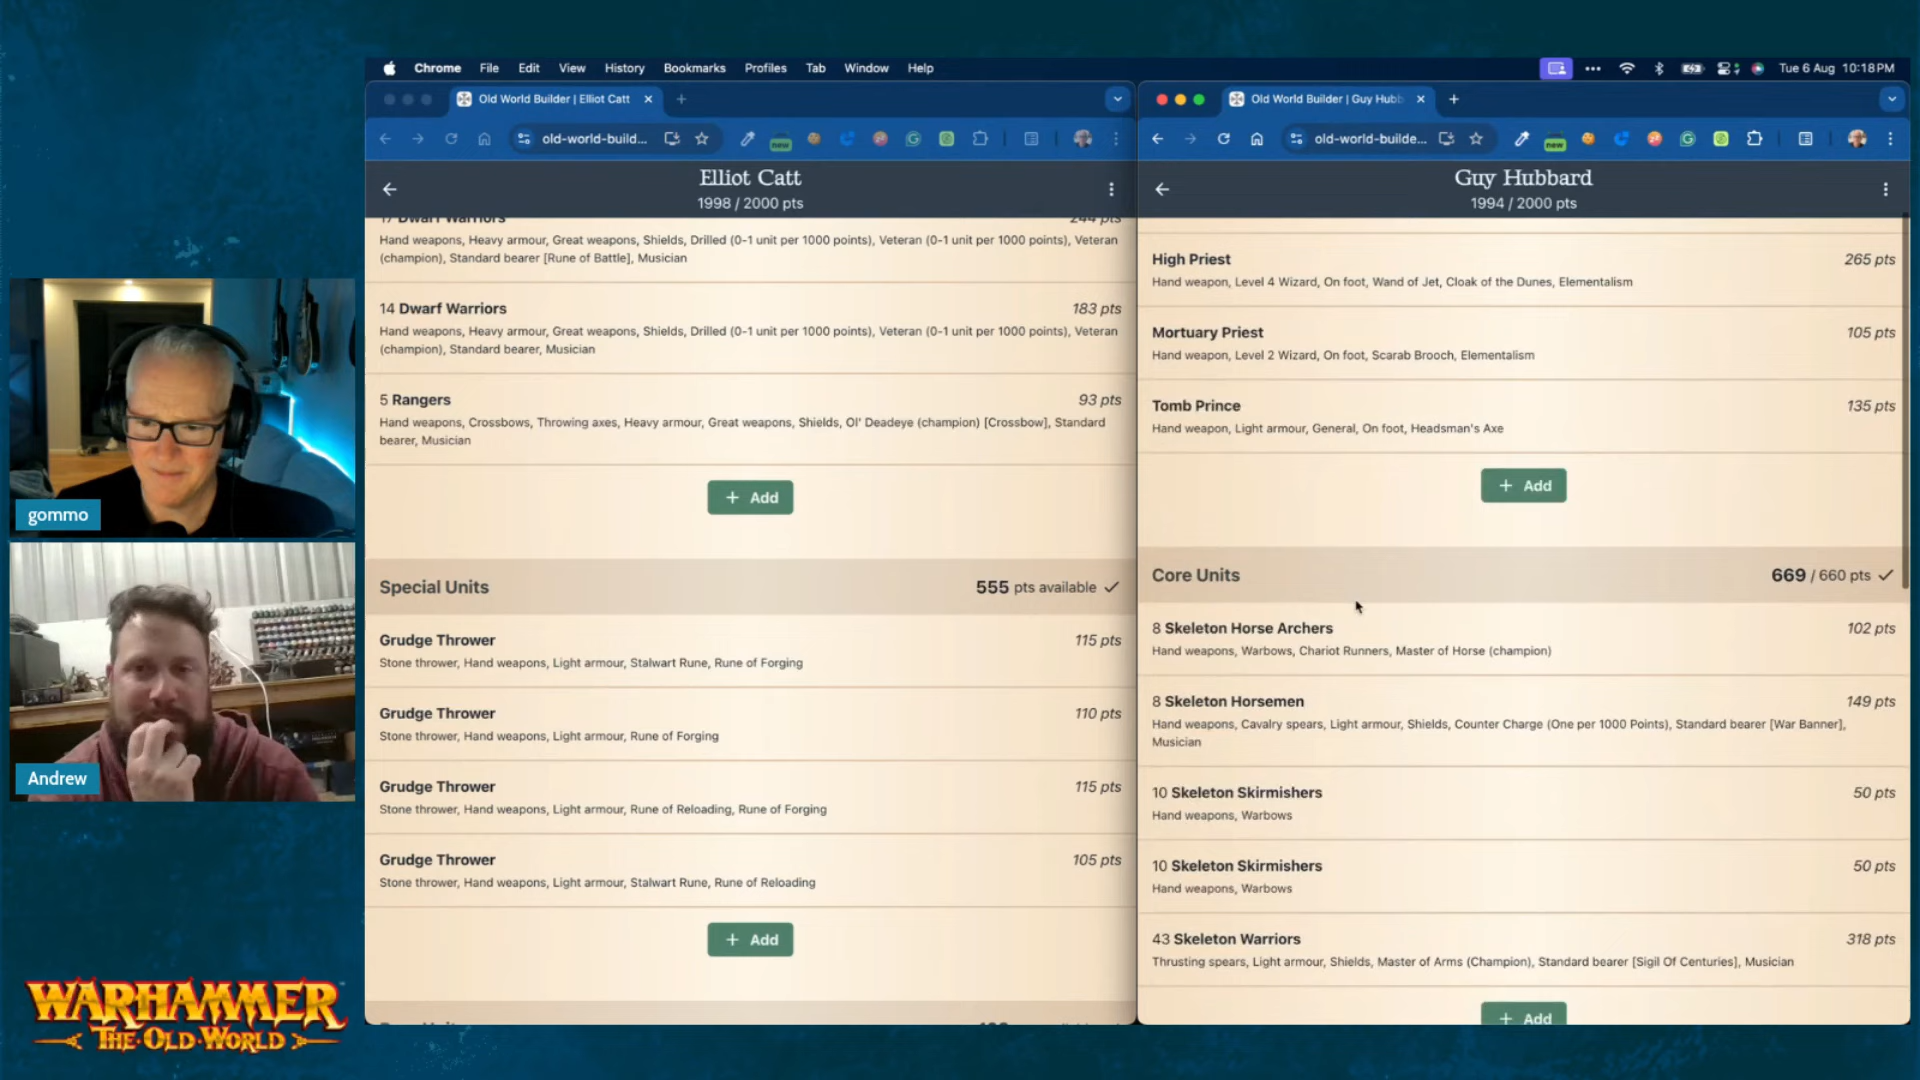 Chrome File Edit View History Bookmarks Profiles Tab Window Help
Tue 6 Aug 10:18 PM
Old World Builder | Elliot Catt
old-world-build...
new
Elliot Catt
1998 / 2000 pts
17 Dwarf Warriors 244 pts
Hand weapons, Heavy armour, Great weapons, Shields, Drilled (0-1 unit per 1000 points), Veteran (0-1 unit per 1000 points), Veteran
(champion), Standard bearer [Rune of Battle], Musician
14 Dwarf Warriors 183 pts
Hand weapons, Heavy armour, Great weapons, Shields, Drilled (0-1 unit per 1000 points), Veteran (0-1 unit per 1000 points), Veteran
(champion), Standard bearer, Musician
5 Rangers 93 pts
Hand weapons, Crossbows, Throwing axes, Heavy armour, Great weapons, Shields, Ol' Deadeye (champion) [Crossbow], Standard
bearer, Musician
+ Add
Special Units 555 pts available
Grudge Thrower 115 pts
Stone thrower, Hand weapons, Light armour, Stalwart Rune, Rune of Forging
Grudge Thrower 110 pts
Stone thrower, Hand weapons, Light armour, Rune of Forging
Grudge Thrower 115 pts
Stone thrower, Hand weapons, Light armour, Rune of Reloading, Rune of Forging
Grudge Thrower 105 pts
Stone thrower, Hand weapons, Light armour, Stalwart Rune, Rune of Reloading
+ Add
Old World Builder | Guy Hubb
old-world-builde...
new
Guy Hubbard
1994 / 2000 pts
High Priest 265 pts
Hand weapon, Level 4 Wizard, On foot, Wand of Jet, Cloak of the Dunes, Elementalism
Mortuary Priest 105 pts
Hand weapon, Level 2 Wizard, On foot, Scarab Brooch, Elementalism
Tomb Prince 135 pts
Hand weapon, Light armour, General, On foot, Headsman's Axe
+ Add
Core Units 669 / 660 pts
8 Skeleton Horse Archers 102 pts
Hand weapons, Warbows, Chariot Runners, Master of Horse (champion)
8 Skeleton Horsemen 149 pts
Hand weapons, Cavalry spears, Light armour, Shields, Counter Charge (One per 1000 Points), Standard bearer [War Banner],
Musician
10 Skeleton Skirmishers 50 pts
Hand weapons, Warbows
10 Skeleton Skirmishers 50 pts
Hand weapons, Warbows
43 Skeleton Warriors 318 pts
Thrusting spears, Light armour, Shields, Master of Arms (Champion), Standard bearer [Sigil Of Centuries], Musician
+ Add
gommo
Andrew
WARHAMMER
THE·OLD·WORLD